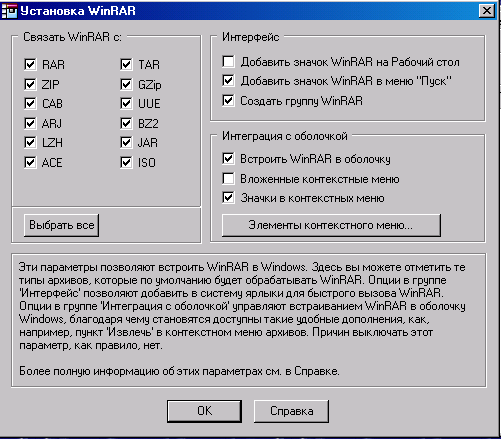 Установка WinRAR
Связать WinRAR с:
RAR
ZIP
CAB
ARJ
LZH
ACE
TAR
GZip
UUE
BZ2
JAR
ISO
Выбрать все
Интерфейс
Добавить значок WinRAR на Рабочий стол
Добавить значок WinRAR в меню "Пуск"
Создать группу WinRAR
Интеграция с оболочкой
Встроить WinRAR в оболочку
Вложенные контекстные меню
Значки в контекстных меню
Элементы контекстного меню...
Эти параметры позволяют встроить WinRAR в Windows. Здесь вы можете отметить те
типы архивов, которые по умолчанию будет обрабатывать WinRAR. Опции в группе
'Интерфейс' позволяют добавить в систему ярлыки для быстрого вызова WinRAR.
Опции в группе 'Интеграция с оболочкой' управляют встраиванием WinRAR в оболочку
Windows, благодаря чему становятся доступны такие удобные дополнения, как,
например, пункт 'Извлечь' в контекстном меню архивов. Причин выключать этот
параметр, как правило, нет.
Более полную информацию об этих параметрах см. в Справке.
OK
Справка